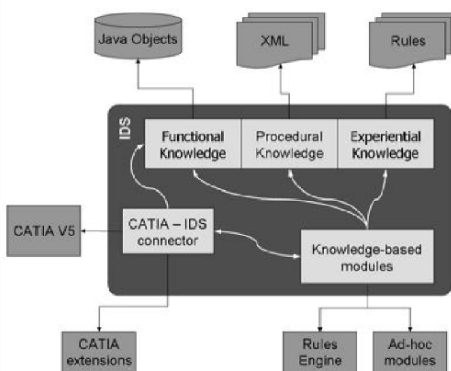 Java Objects
XML
Rules
IDS
Functional
Knowledge
Procedural
Knowledge
Experiential
Knowledge
CATIA V5
CATIA – IDS
connector
Knowledge-based
modules
CATIA
extensions
Rules
Engine
Ad-hoc
modules